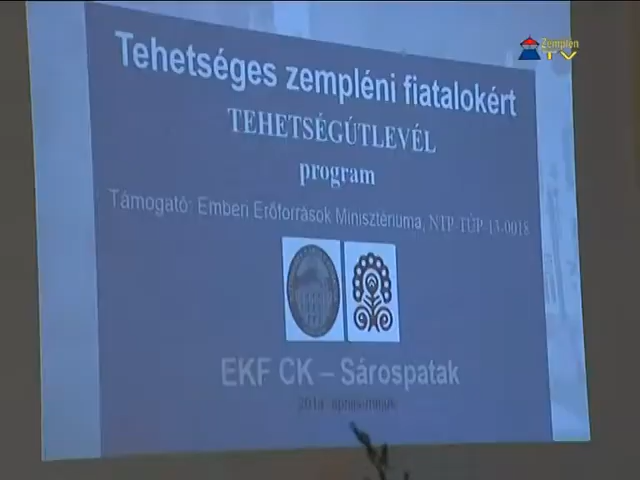 Zemplén
TV
Tehetséges zempléni fiatalokért
TEHETSÉGÚTLEVÉL
program
Támogató: Emberi Erőforrások Minisztériuma, NTP-TÚP-13-0018
EKF CK – Sárospatak